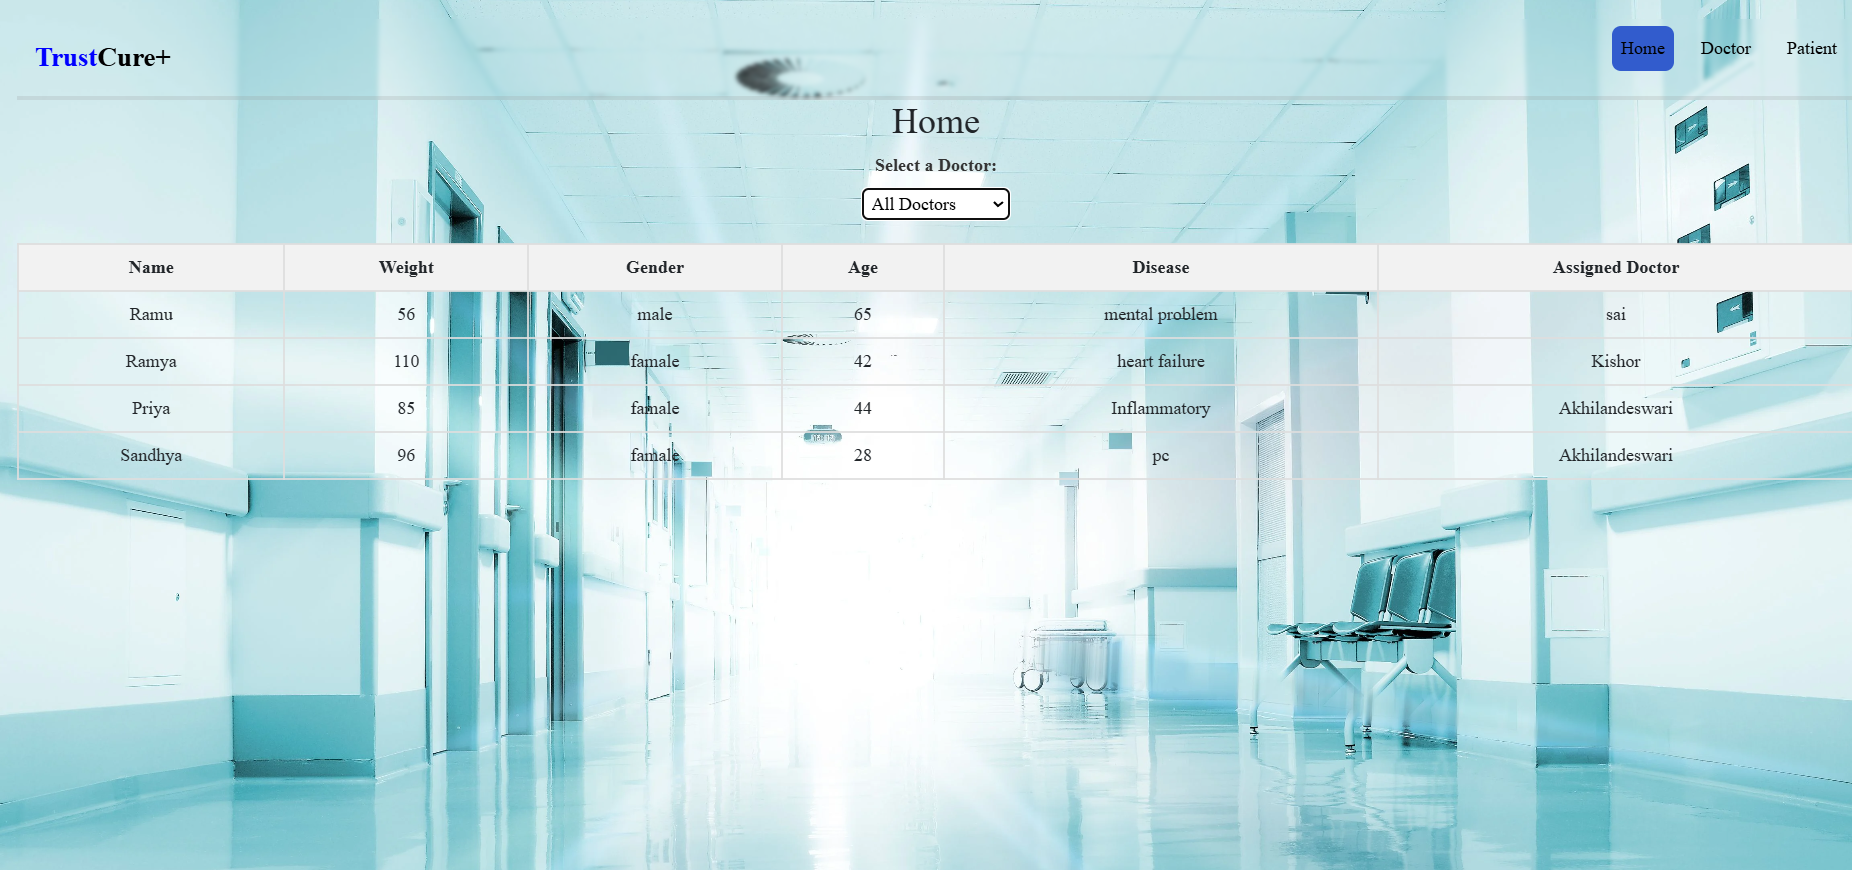 TrustCure+
Home Doctor Patient
Home
Select a Doctor:
All Doctors
Name Weight Gender Age Disease Assigned Doctor
Ramu 56 male 65 mental problem sai
Ramya 110 famale 42 heart failure Kishor
Priya 85 famale 44 Inflammatory Akhilandeswari
Sandhya 96 famale 28 pc Akhilandeswari